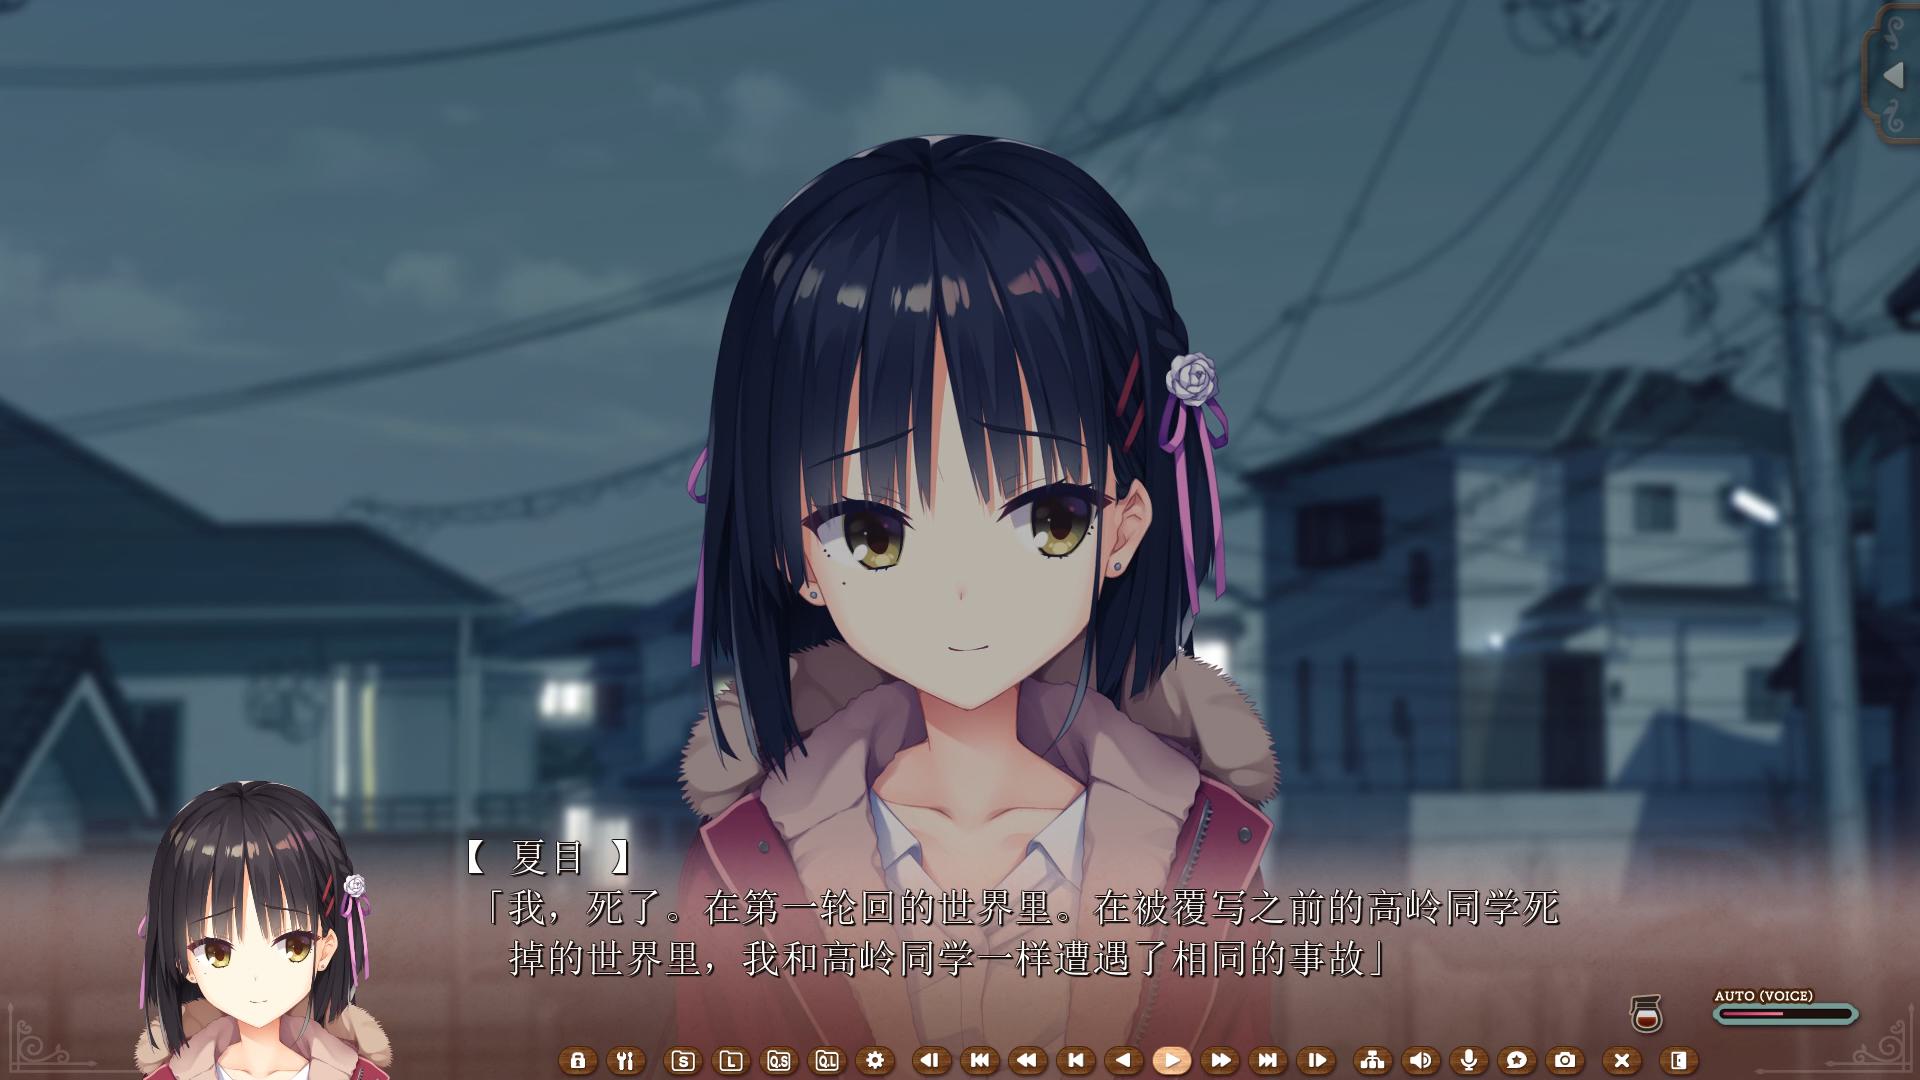 【 夏目 】
「我，死了。在第一轮回的世界里。在被覆写之前的高岭同学死
掉的世界里，我和高岭同学一样遭遇了相同的事故」
AUTO (VOICE)
S L Q.S Q.L